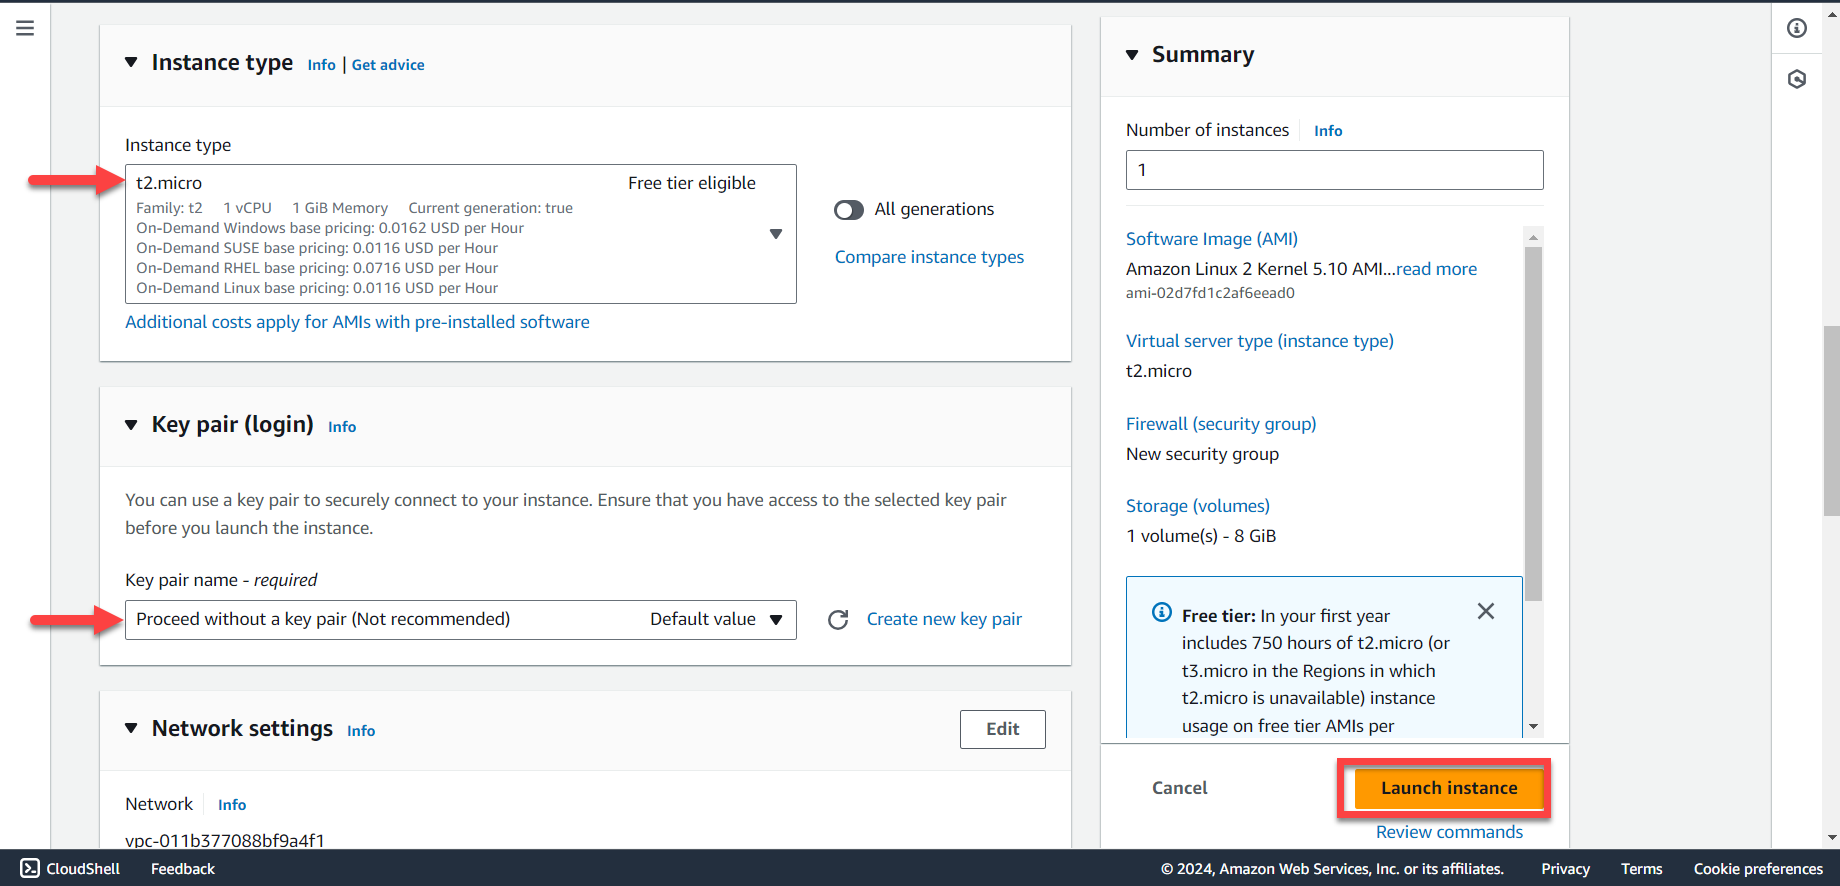 Instance type Info | Get advice
Instance type
t2.micro Free tier eligible
Family: t2 1 vCPU 1 GiB Memory Current generation: true
On-Demand Windows base pricing: 0.0162 USD per Hour
On-Demand SUSE base pricing: 0.0116 USD per Hour
On-Demand RHEL base pricing: 0.0716 USD per Hour
On-Demand Linux base pricing: 0.0116 USD per Hour
All generations
Compare instance types
Additional costs apply for AMIs with pre-installed software
Key pair (login) Info
You can use a key pair to securely connect to your instance. Ensure that you have access to the selected key pair
before you launch the instance.
Key pair name - required
Proceed without a key pair (Not recommended) Default value
Create new key pair
Network settings Info
Edit
Network Info
vpc-011b377088bf9a4f1
Summary
Number of instances Info
1
Software Image (AMI)
Amazon Linux 2 Kernel 5.10 AMI...read more
ami-02d7fd1c2af6eead0
Virtual server type (instance type)
t2.micro
Firewall (security group)
New security group
Storage (volumes)
1 volume(s) - 8 GiB
Free tier: In your first year
includes 750 hours of t2.micro (or
t3.micro in the Regions in which
t2.micro is unavailable) instance
usage on free tier AMIs per
Cancel
Launch instance
Review commands
CloudShell Feedback
© 2024, Amazon Web Services, Inc. or its affiliates. Privacy Terms Cookie preferences